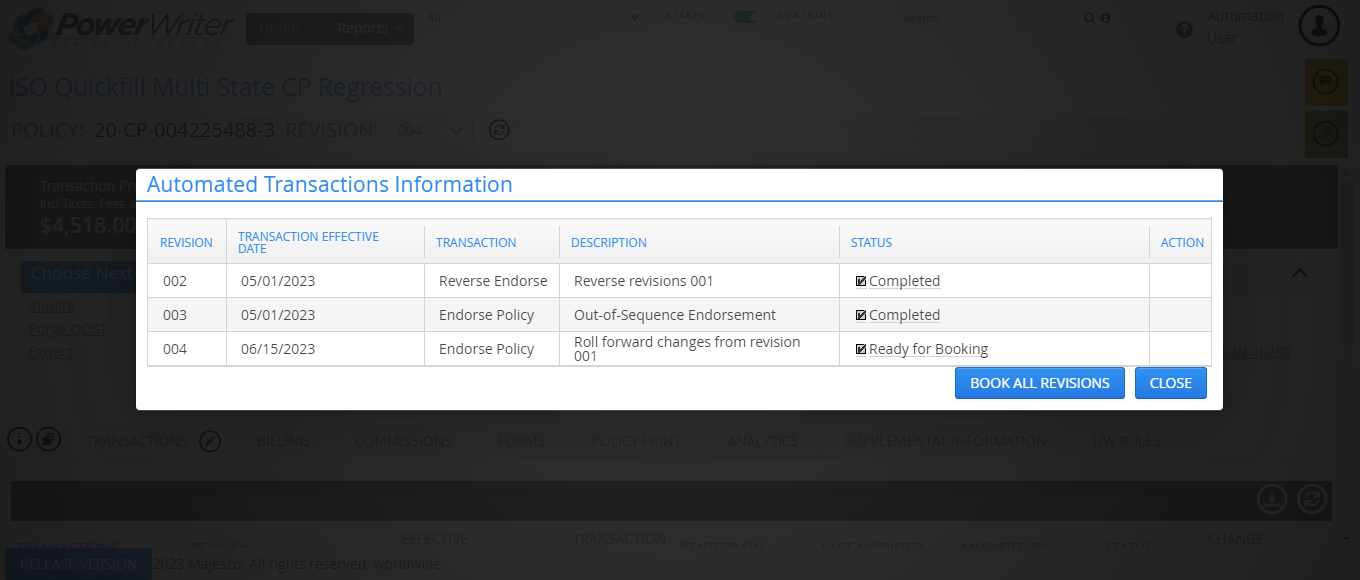 PowerWriter
Home
Reports
All
STARTS
CONTAINS
Search
Automation
User
ISO Quickfill Multi State CP Regression
POLICY: 20-CP-004225488-3 REVISION: 004
Transaction Pr
Incl Taxes, Fees,
$4,518.00
Automated Transactions Information
REVISION
TRANSACTION EFFECTIVE
DATE
TRANSACTION
DESCRIPTION
STATUS
ACTION
002 05/01/2023 Reverse Endorse Reverse revisions 001 Completed
003 05/01/2023 Endorse Policy Out-of-Sequence Endorsement Completed
004 06/15/2023 Endorse Policy Roll forward changes from revision
001
Ready for Booking
BOOK ALL REVISIONS
CLOSE
Choose Next
Inquire
Purge OOST
Extract
, IN 46280
TRANSACTIONS
BILLING
COMMISSIONS
FORMS
POLICY PRINT
ANALYTICS
SUPPLEMENTAL INFORMATION
UW RULES
EFFECTIVE
TRANSACTION
CHANGE
TRANSACTIONS
REVISION
STARTED ON
LAST MODIFIED
MODIFIED BY
STATUS
RELEASE VERSION
2023 Majesco. All rights reserved, worldwide